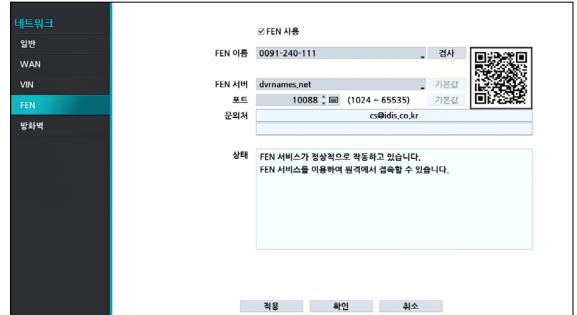 네트워크
일반
WAN
VIN
FEN
방화벽
FEN 사용
FEN 이름 0091-240-111 검사
FEN 서버 dvrnames.net 기본값
포트 10088 (1024 ~ 65535) 기본값
문의처 cs@idis.co.kr
상태 FEN 서비스가 정상적으로 작동하고 있습니다.
FEN 서비스를 이용하여 원격에서 접속할 수 있습니다.
적용 확인 취소